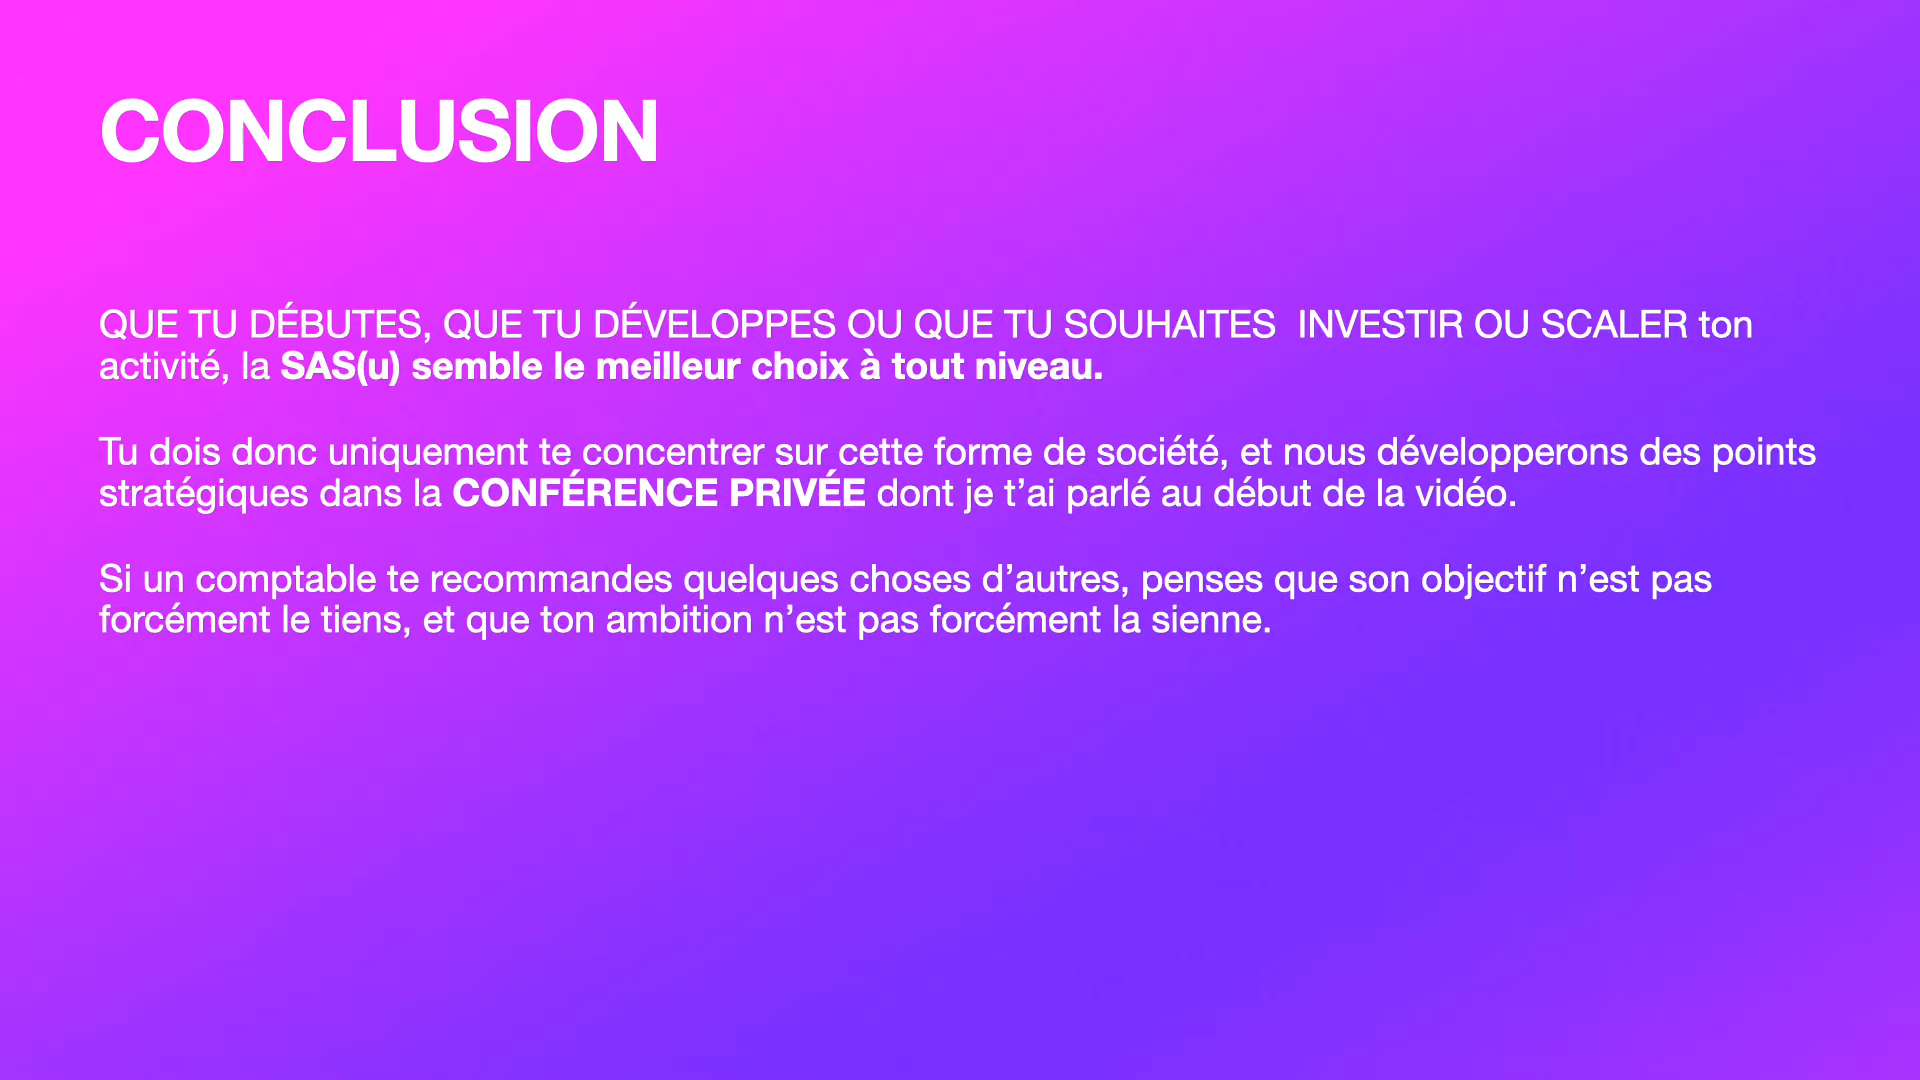 CONCLUSION
QUE TU DÉBUTES, QUE TU DÉVELOPPES OU QUE TU SOUHAITES  INVESTIR OU SCALER ton
activité, la SAS(u) semble le meilleur choix à tout niveau.
Tu dois donc uniquement te concentrer sur cette forme de société, et nous développerons des points
stratégiques dans la CONFÉRENCE PRIVÉE dont je t’ai parlé au début de la vidéo.
Si un comptable te recommandes quelques choses d’autres, penses que son objectif n’est pas
forcément le tiens, et que ton ambition n’est pas forcément la sienne.